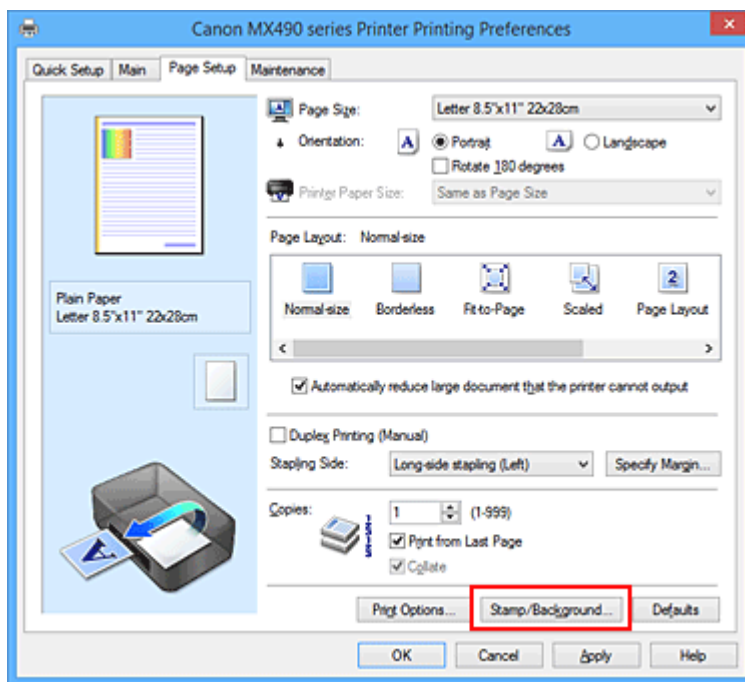 Canon MX490 series Printer Printing Preferences
Quick Setup Main Page Setup Maintenance
Page Size: Letter 8.5"x11" 22x28cm
Orientation: A Portrait A Landscape
Rotate 180 degrees
Printer Paper Size: Same as Page Size
Page Layout: Normal-size
2
Normal-size Borderless Fit-to-Page Scaled Page Layout
Plain Paper
Letter 8.5"x11" 22x28cm
Automatically reduce large document that the printer cannot output
Duplex Printing (Manual)
Stapling Side: Long-side stapling (Left) Specify Margin...
Copies: 1 (1-999)
Print from Last Page
Collate
A
Print Options... Stamp/Background... Defaults
OK Cancel Apply Help